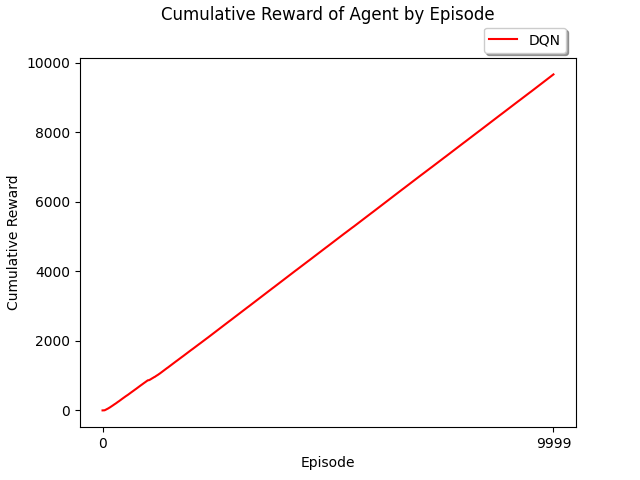 Cumulative Reward of Agent by Episode
DQN
10000
8000
6000
4000
2000
0
Cumulative Reward
0
9999
Episode